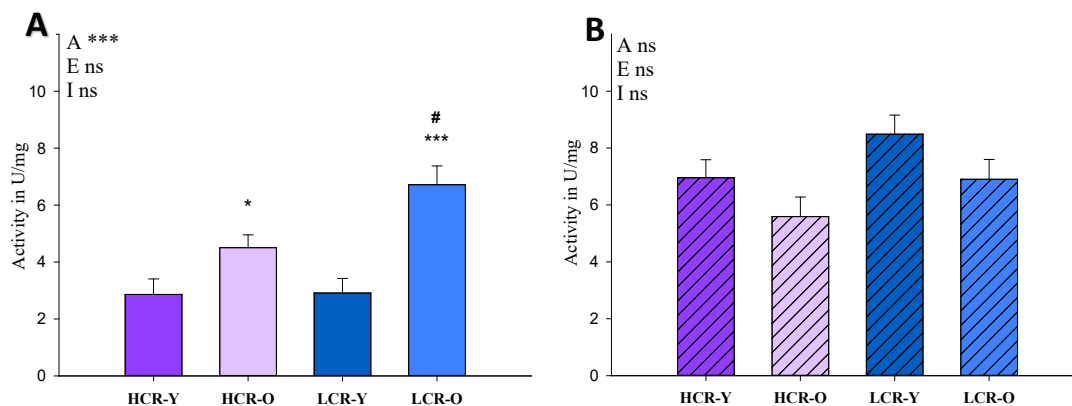 A
A ***
E ns
I ns
10
8
6
4
2
0
Activity in U/mg
*
#
***
HCR-Y HCR-O LCR-Y LCR-O
B
A ns
E ns
I ns
10
8
6
4
2
0
Activity in U/mg
HCR-Y HCR-O LCR-Y LCR-O